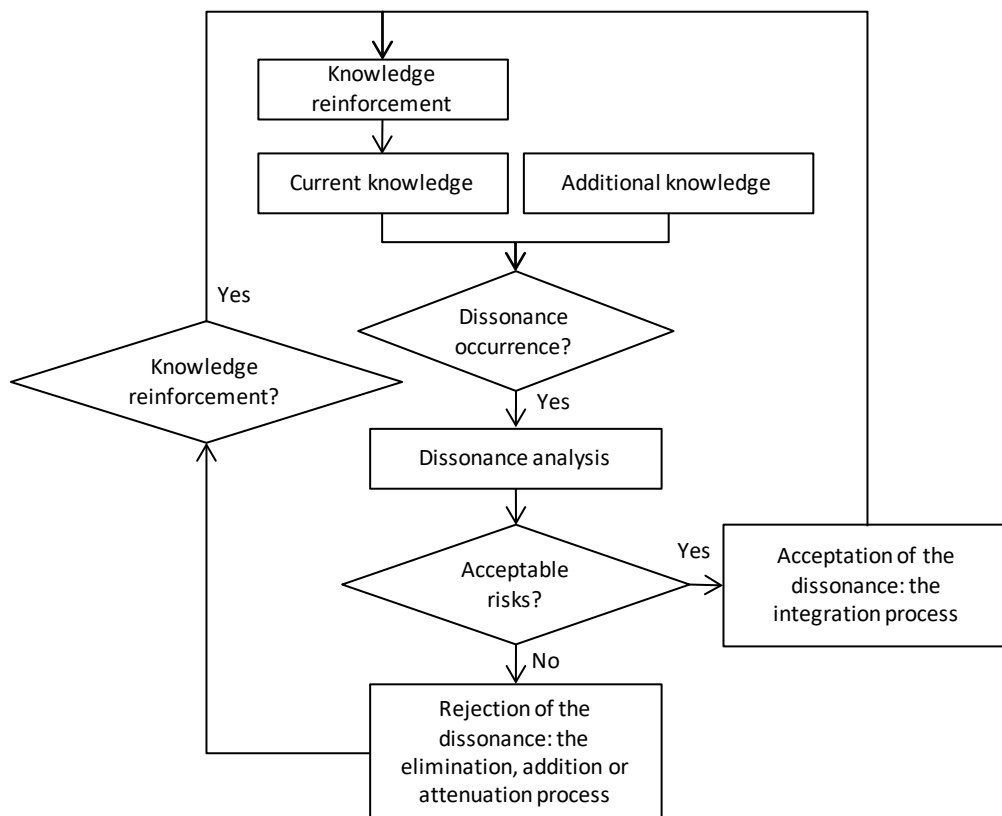 Knowledge
reinforcement
Current knowledge
Additional knowledge
Yes
Dissonance
occurrence?
Knowledge
reinforcement?
Yes
Dissonance analysis
Yes
Acceptable
risks?
Acceptation of the
dissonance: the
integration process
No
Rejection of the
dissonance: the
elimination, addition or
attenuation process